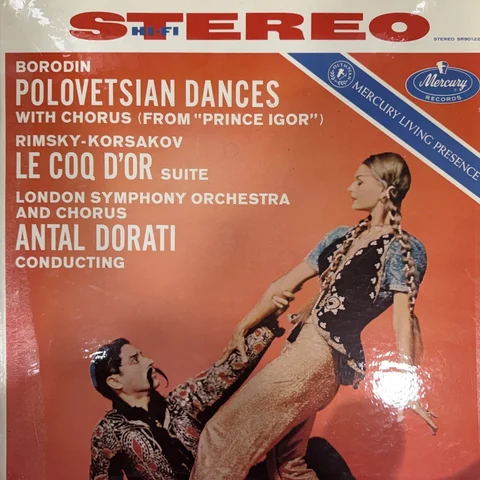 STEREO
HI-FI
STEREO SR90122
BORODIN
POLOVETSIAN DANCES
WITH CHORUS (FROM "PRINCE IGOR")
RIMSKY-KORSAKOV
LE COQ D'OR SUITE
LONDON SYMPHONY ORCHESTRA
AND CHORUS
ANTAL DORATI
CONDUCTING
MERCURY LIVING PRESENCE
Mercury
RECORDS